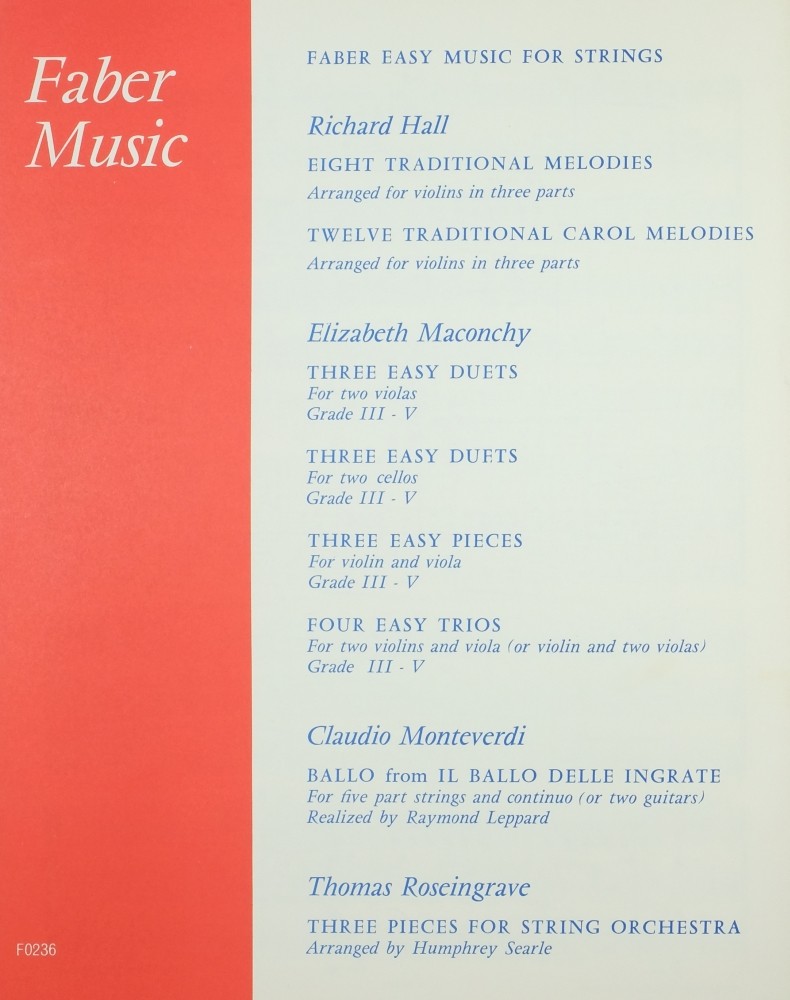 Faber
Music
FABER EASY MUSIC FOR STRINGS
Richard Hall
EIGHT TRADITIONAL MELODIES
Arranged for violins in three parts
TWELVE TRADITIONAL CAROL MELODIES
Arranged for violins in three parts
Elizabeth Maconchy
THREE EASY DUETS
For two violas
Grade III - V
THREE EASY DUETS
For two cellos
Grade III - V
THREE EASY PIECES
For violin and viola
Grade III - V
FOUR EASY TRIOS
For two violins and viola (or violin and two violas)
Grade III - V
Claudio Monteverdi
BALLO from IL BALLO DELLE INGRATE
For five part strings and continuo (or two guitars)
Realized by Raymond Leppard
Thomas Roseingrave
THREE PIECES FOR STRING ORCHESTRA
Arranged by Humphrey Searle
F0236